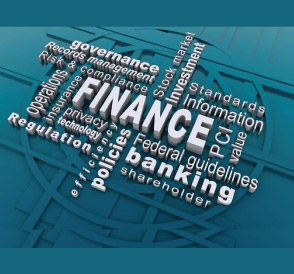 governance
Records management
Risk & compliance
Stock market
Investment
operations
insurance
FINANCE
Standards
Information
privacy
technology
Regulation
efficiency
policies
PCI
value
Federal guidelines
banking
shareholder